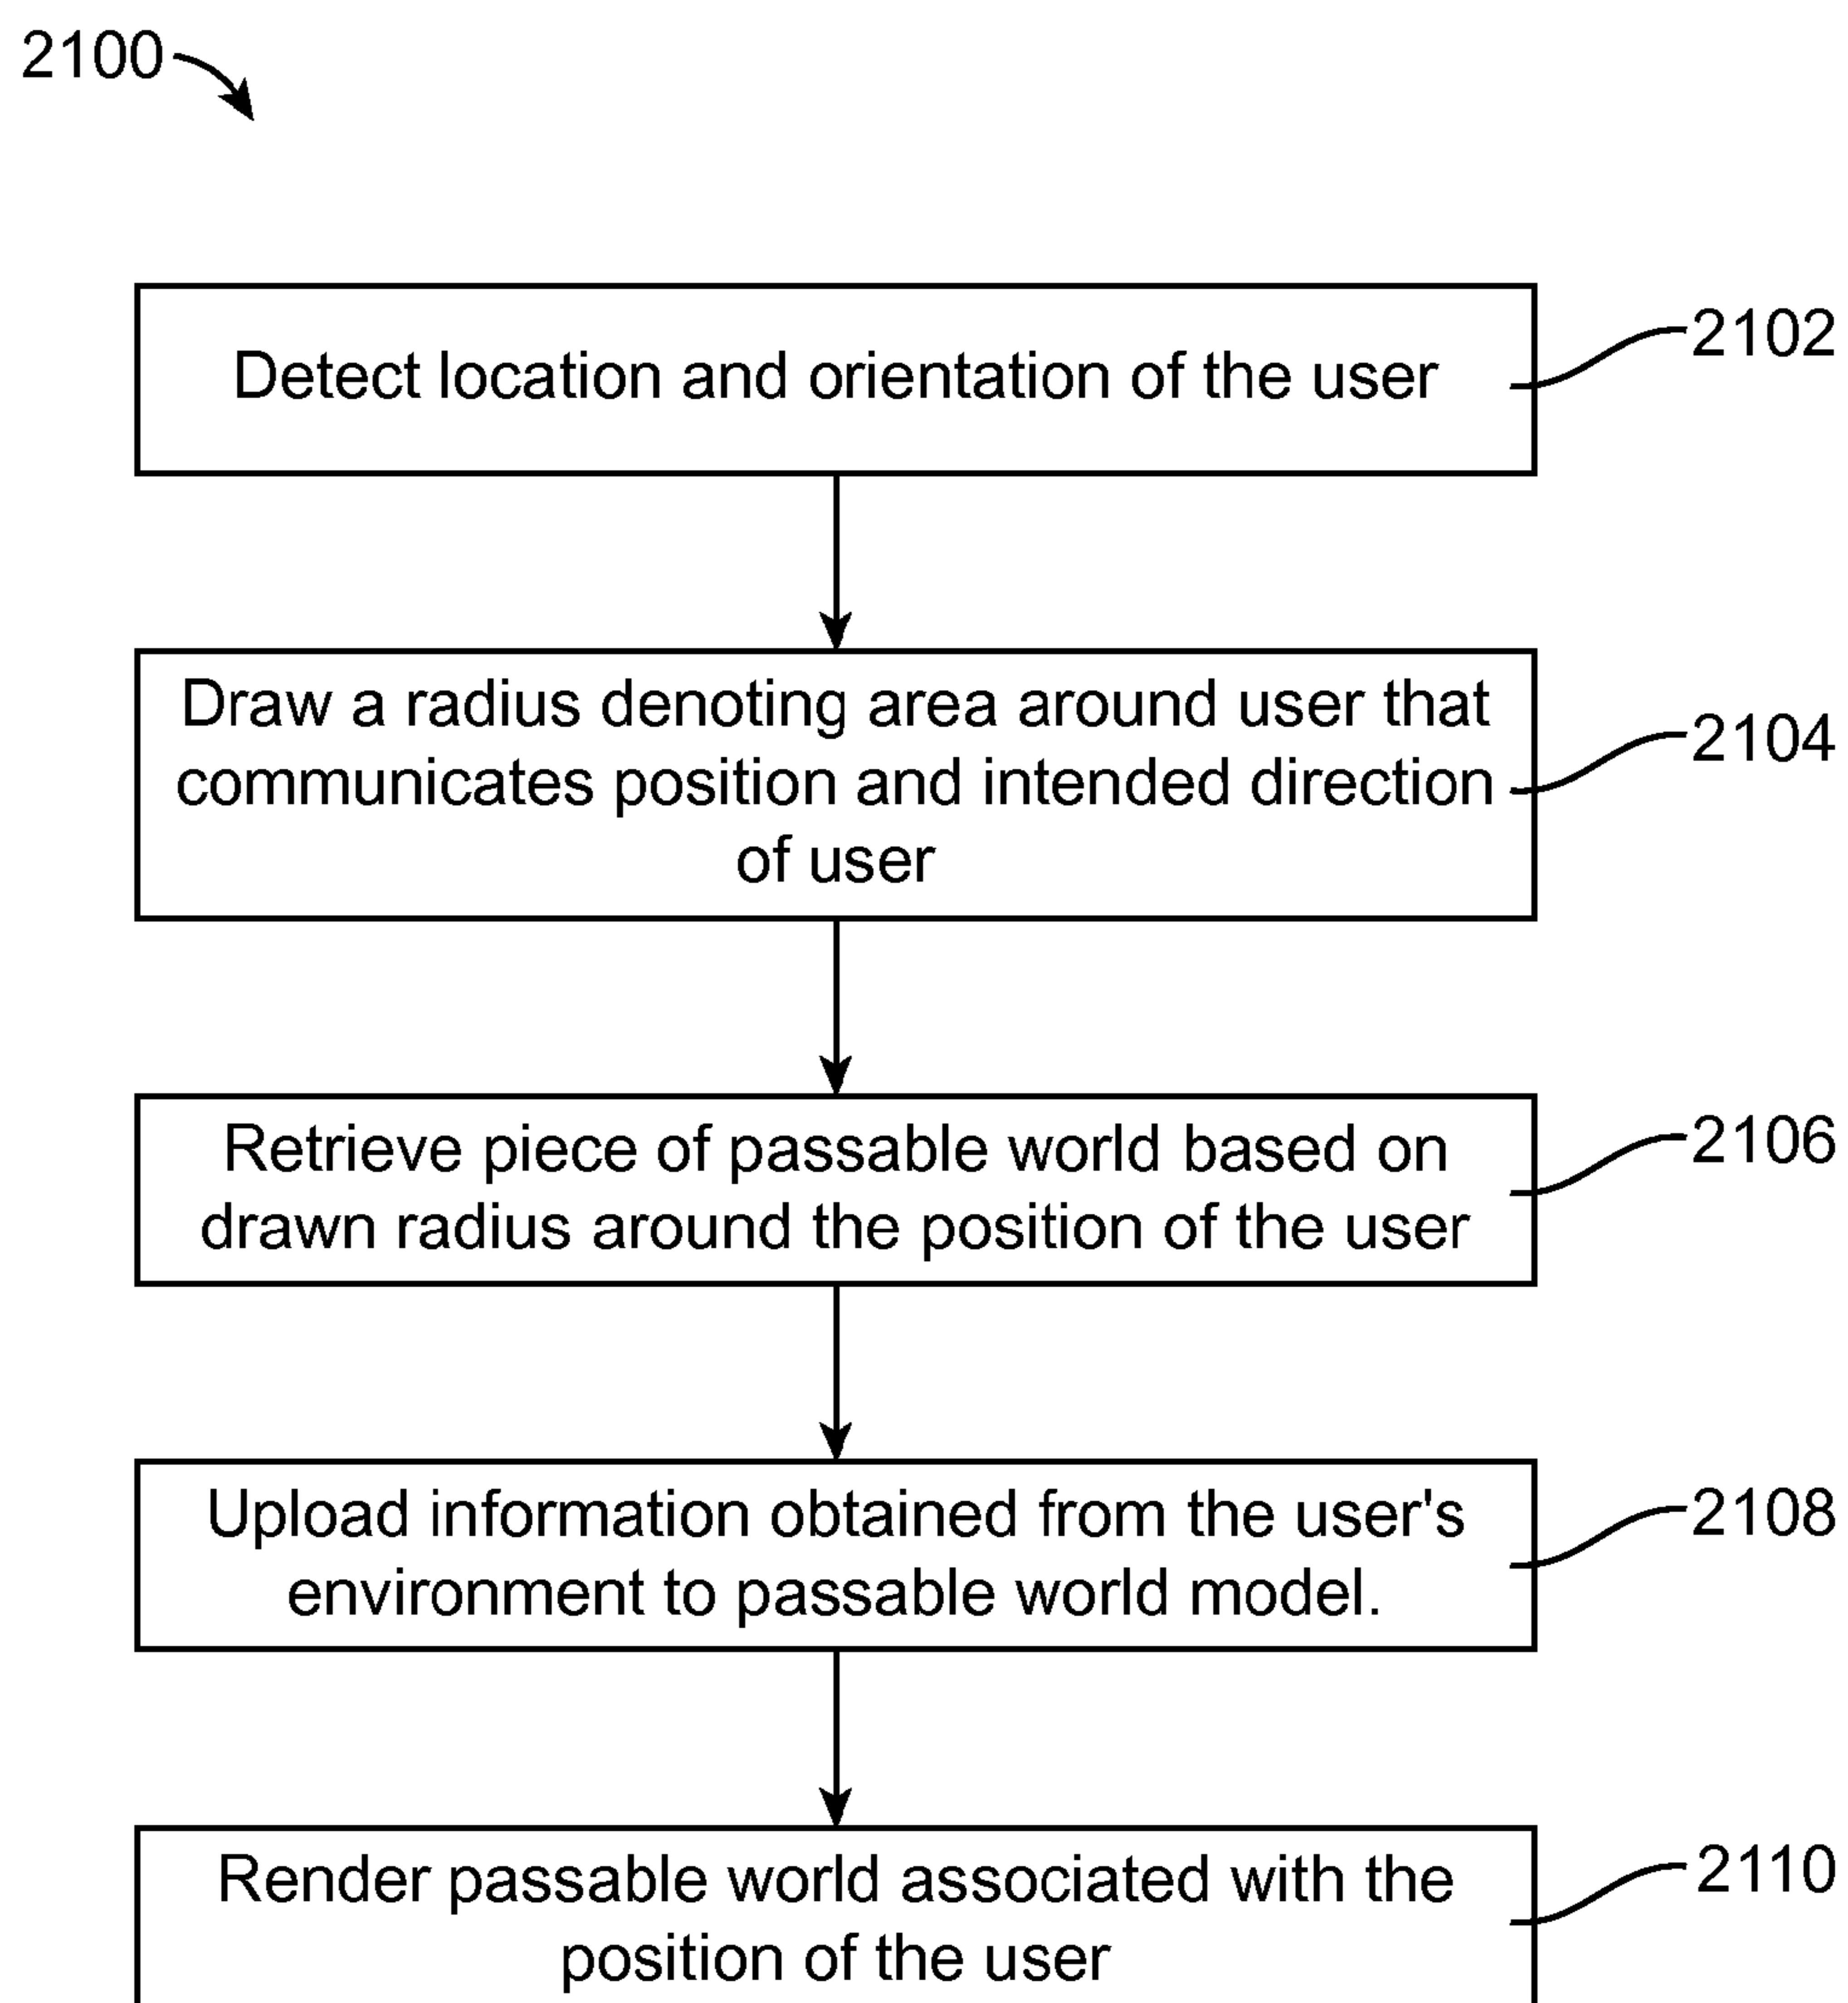 2100
Detect location and orientation of the user
2102
Draw a radius denoting area around user that
communicates position and intended direction
of user
2104
Retrieve piece of passable world based on
drawn radius around the position of the user
2106
Upload information obtained from the user's
environment to passable world model.
2108
Render passable world associated with the
position of the user
2110